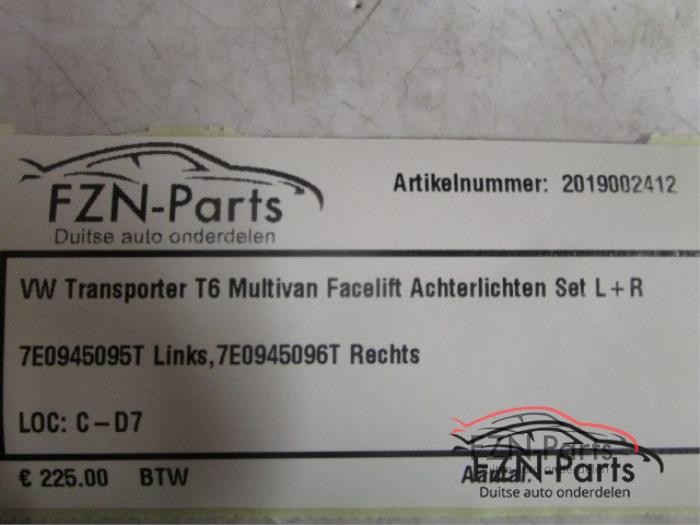 FZN-Parts
Duitse auto onderdelen
Artikelnummer: 2019002412
VW Transporter T6 Multivan Facelift Achterlichten Set L+R
7E0945095T Links,7E0945096T Rechts
LOC: C-D7
€ 225.00 BTW
Aantal:
FZN-Parts
Duitse auto onderdelen